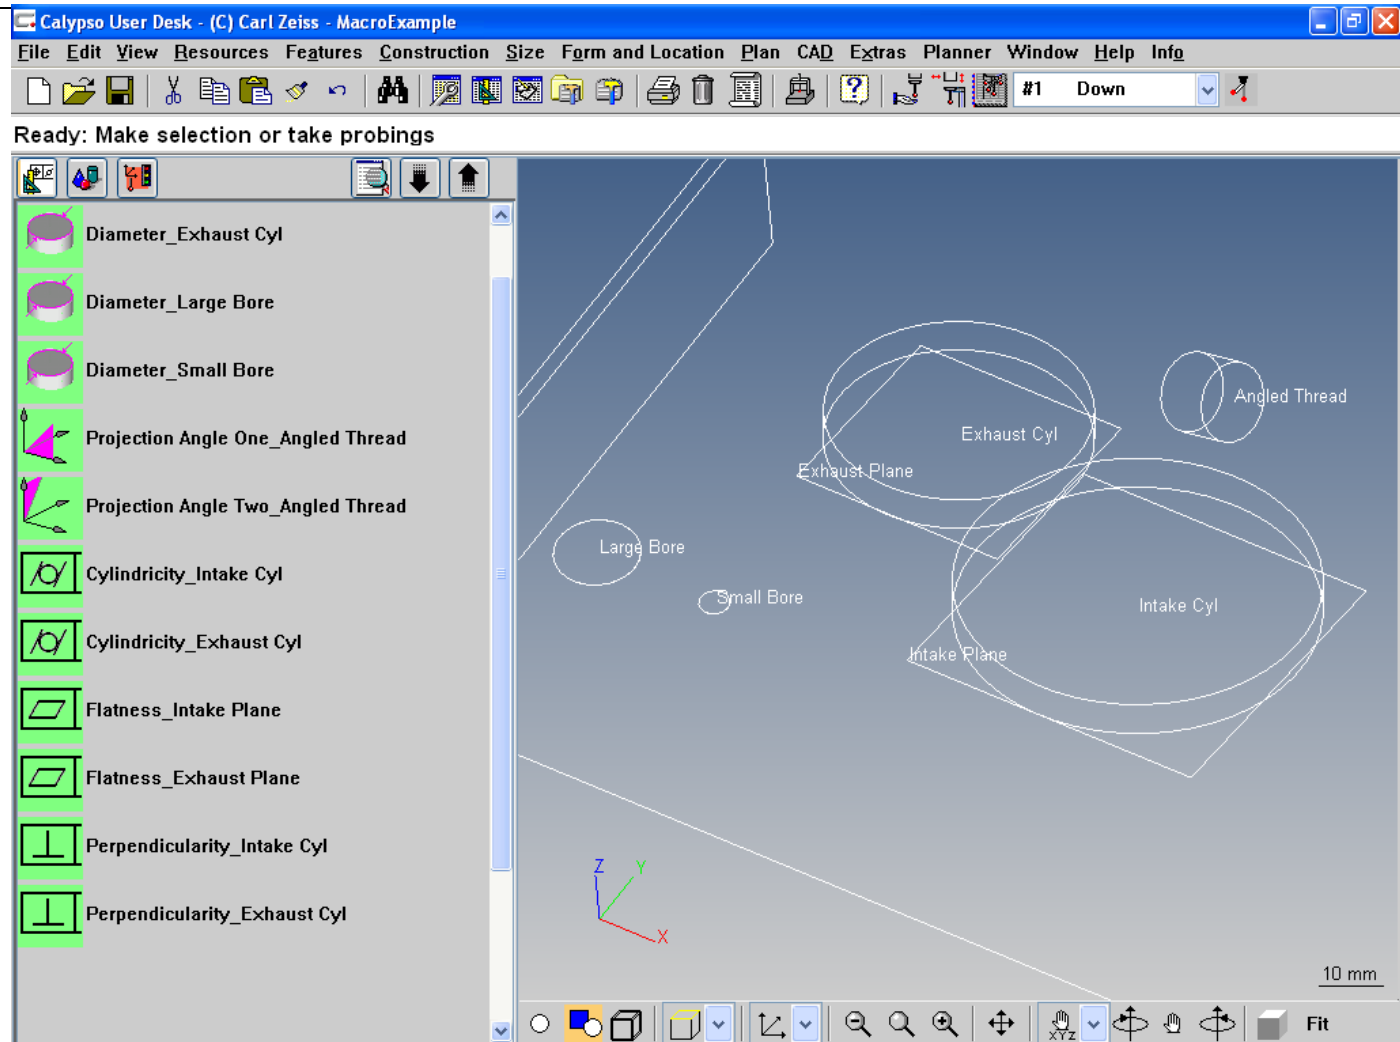 Calypso User Desk - (C) Carl Zeiss - MacroExample
File Edit View Resources Features Construction Size Form and Location Plan CAD Extras Planner Window Help Info
#1 Down
Ready: Make selection or take probings
Diameter_Exhaust Cyl
Diameter_Large Bore
Diameter_Small Bore
Projection Angle One_Angled Thread
Projection Angle Two_Angled Thread
Cylindricity_Intake Cyl
Cylindricity_Exhaust Cyl
Flatness_Intake Plane
Flatness_Exhaust Plane
Perpendicularity_Intake Cyl
Perpendicularity_Exhaust Cyl
Angled Thread
Exhaust Cyl
Exhaust Plane
Large Bore
Small Bore
Intake Cyl
Intake Plane
Z
Y
X
10 mm
XYZ
Fit